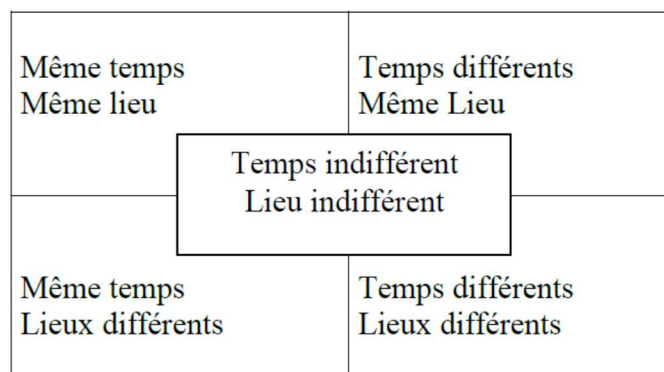 Même temps
Même lieu
Temps différents
Même Lieu
Temps indifférent
Lieu indifférent
Même temps
Lieux différents
Temps différents
Lieux différents